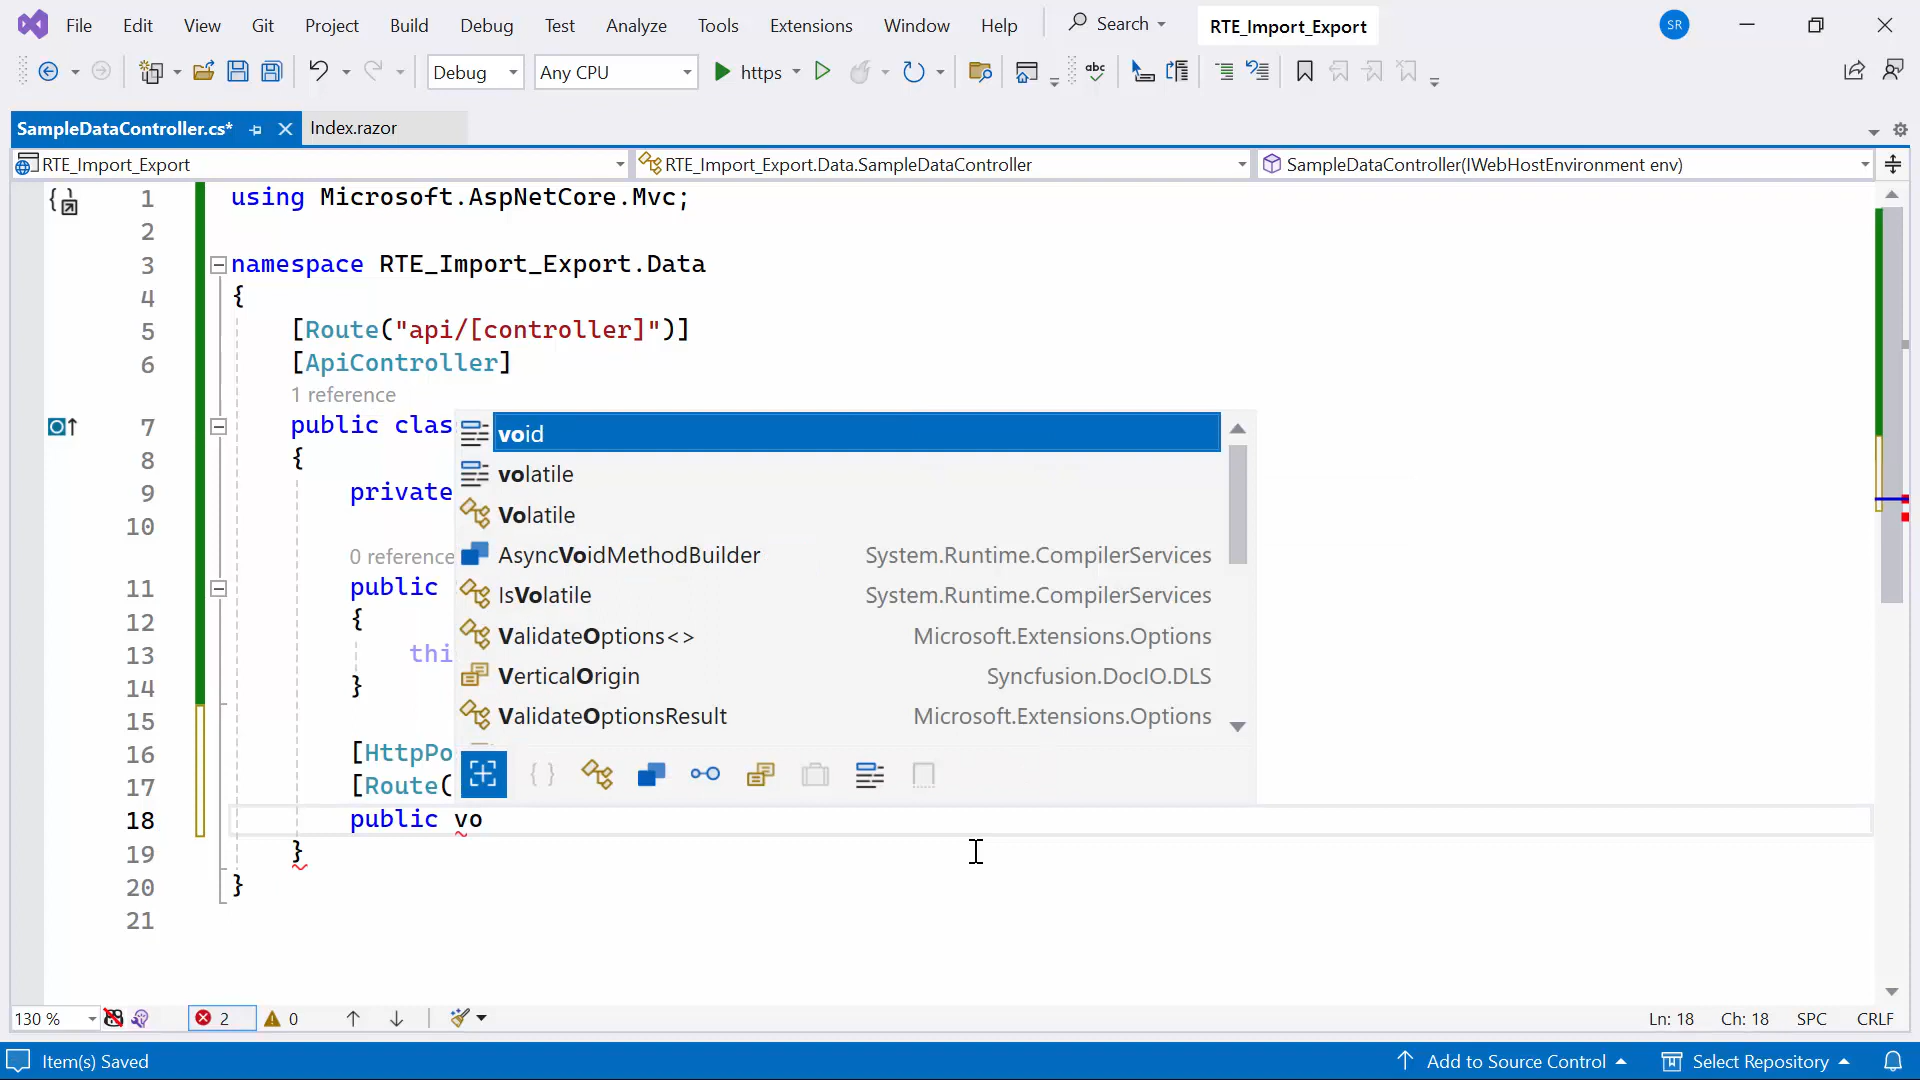 File Edit View Git Project Build Debug Test Analyze Tools Extensions Window Help Search RTE_Import_Export SR
Debug Any CPU https abc
SampleDataController.cs* Index.razor
RTE_Import_Export RTE_Import_Export.Data.SampleDataController SampleDataController(IWebHostEnvironment env)
1 using Microsoft.AspNetCore.Mvc;
2
3 namespace RTE_Import_Export.Data
4 {
5 [Route("api/[controller]")]
6 [ApiController]
1 reference
7 public clas
8 {
9 private
10
0 reference
11 public
12 {
13 thi
14 }
15
16 [HttpPo
17 [Route(
18 public vo
19 }
20 }
21
void
volatile
Volatile
AsyncVoidMethodBuilder System.Runtime.CompilerServices
IsVolatile System.Runtime.CompilerServices
ValidateOptions<> Microsoft.Extensions.Options
VerticalOrigin Syncfusion.DocIO.DLS
ValidateOptionsResult Microsoft.Extensions.Options
130 % 2 0 Ln: 18 Ch: 18 SPC CRLF
Item(s) Saved Add to Source Control Select Repository